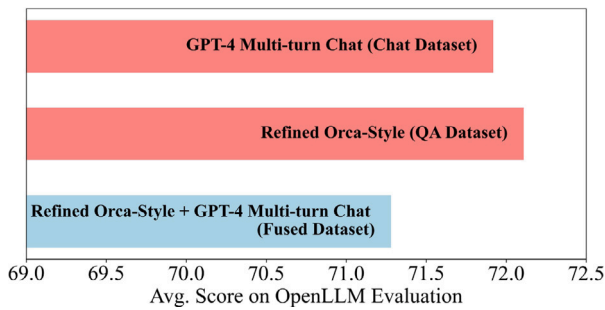 GPT-4 Multi-turn Chat (Chat Dataset)
Refined Orca-Style (QA Dataset)
Refined Orca-Style + GPT-4 Multi-turn Chat
(Fused Dataset)
69.0 69.5 70.0 70.5 71.0 71.5 72.0 72.5
Avg. Score on OpenLLM Evaluation